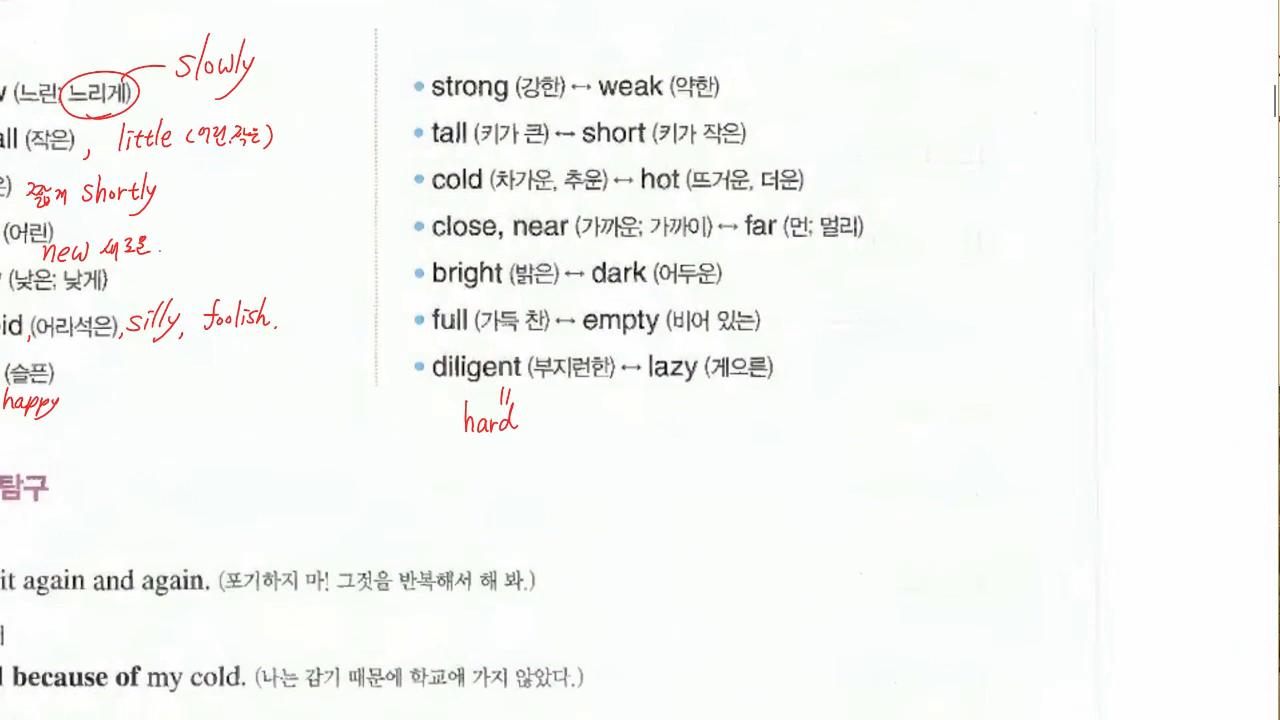 slowly
(느린; 느리게)
(작은), little (어린.작은)
짧게 shortly
(어린)
new 새로운.
(낮은; 낮게)
(어리석은), silly, foolish.
(슬픈)
happy
• strong (강한) ↔ weak (약한)
• tall (키가 큰) ↔ short (키가 작은)
• cold (차가운, 추운) ↔ hot (뜨거운, 더운)
• close, near (가까운; 가까이) ↔ far (먼; 멀리)
• bright (밝은) ↔ dark (어두운)
• full (가득 찬) ↔ empty (비어 있는)
• diligent (부지런한) ↔ lazy (게으른)
hard
탐구
it again and again. (포기하지 마! 그것을 반복해서 해 봐.)
because of my cold. (나는 감기 때문에 학교에 가지 않았다.)